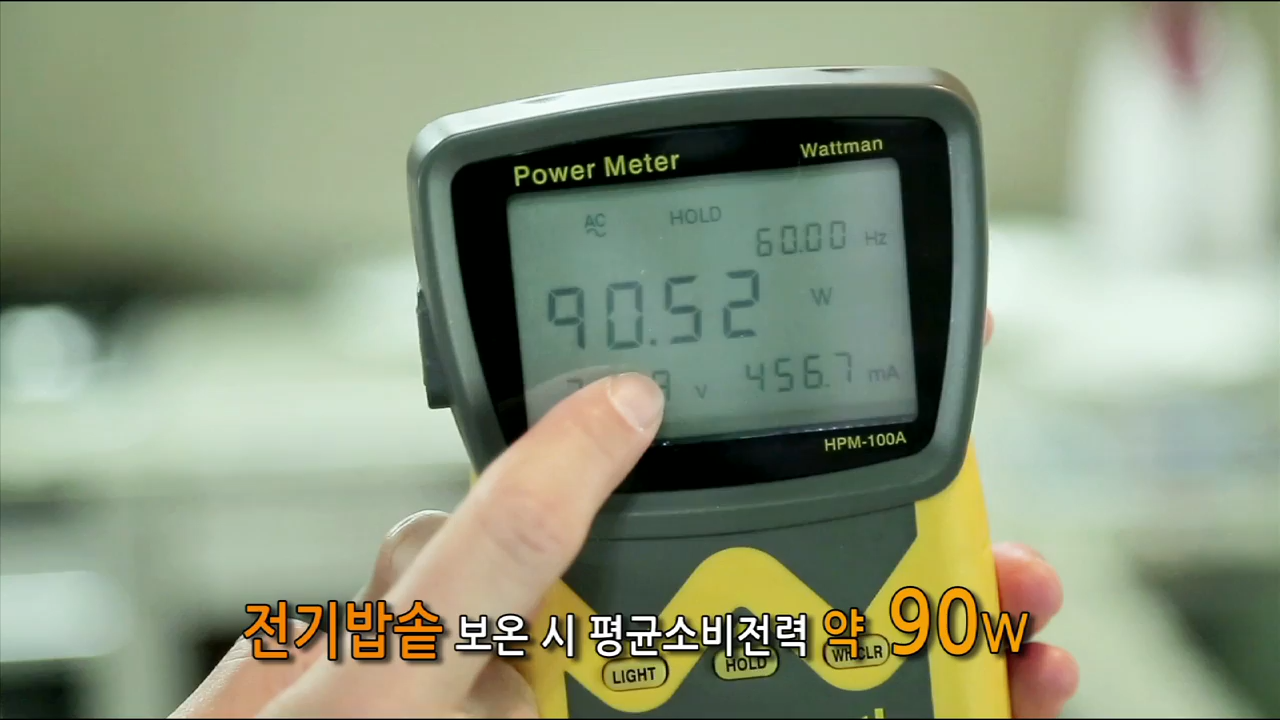 Power Meter
Wattman
AC
HOLD
60.00 Hz
90.52 W
V
456.7 mA
HPM-100A
전기밥솥 보온 시 평균소비전력 약 90W
LIGHT
HOLD